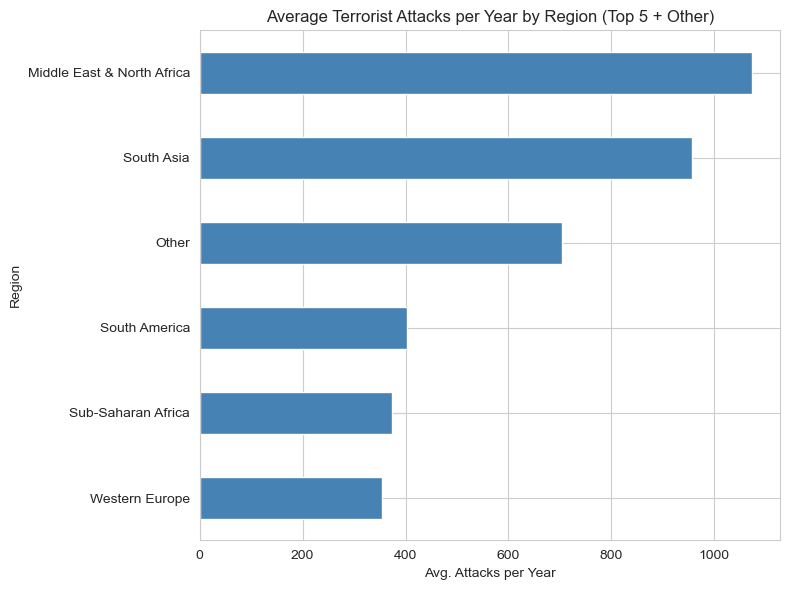 Average Terrorist Attacks per Year by Region (Top 5 + Other)
Region
Middle East & North Africa
South Asia
Other
South America
Sub-Saharan Africa
Western Europe
0 200 400 600 800 1000
Avg. Attacks per Year